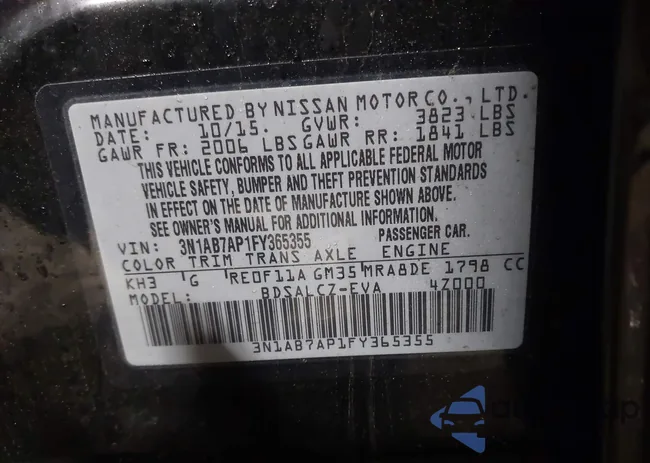 MANUFACTURED BY NISSAN MOTOR CO., LTD.
DATE: 10/15. GVWR: 3823 LBS
GAWR FR: 2006 LBS GAWR RR: 1841 LBS
THIS VEHICLE CONFORMS TO ALL APPLICABLE FEDERAL MOTOR
VEHICLE SAFETY, BUMPER AND THEFT PREVENTION STANDARDS
IN EFFECT ON THE DATE OF MANUFACTURE SHOWN ABOVE.
SEE OWNER'S MANUAL FOR ADDITIONAL INFORMATION.
VIN: 3N1AB7AP1FY365355 PASSENGER CAR.
COLOR TRIM TRANS AXLE ENGINE
KH3 'G RE0F11A GM35 MRA8DE 1798 CC
MODEL: BDSALCZ-EVA 4Z000
3N1AB7AP1FY365355